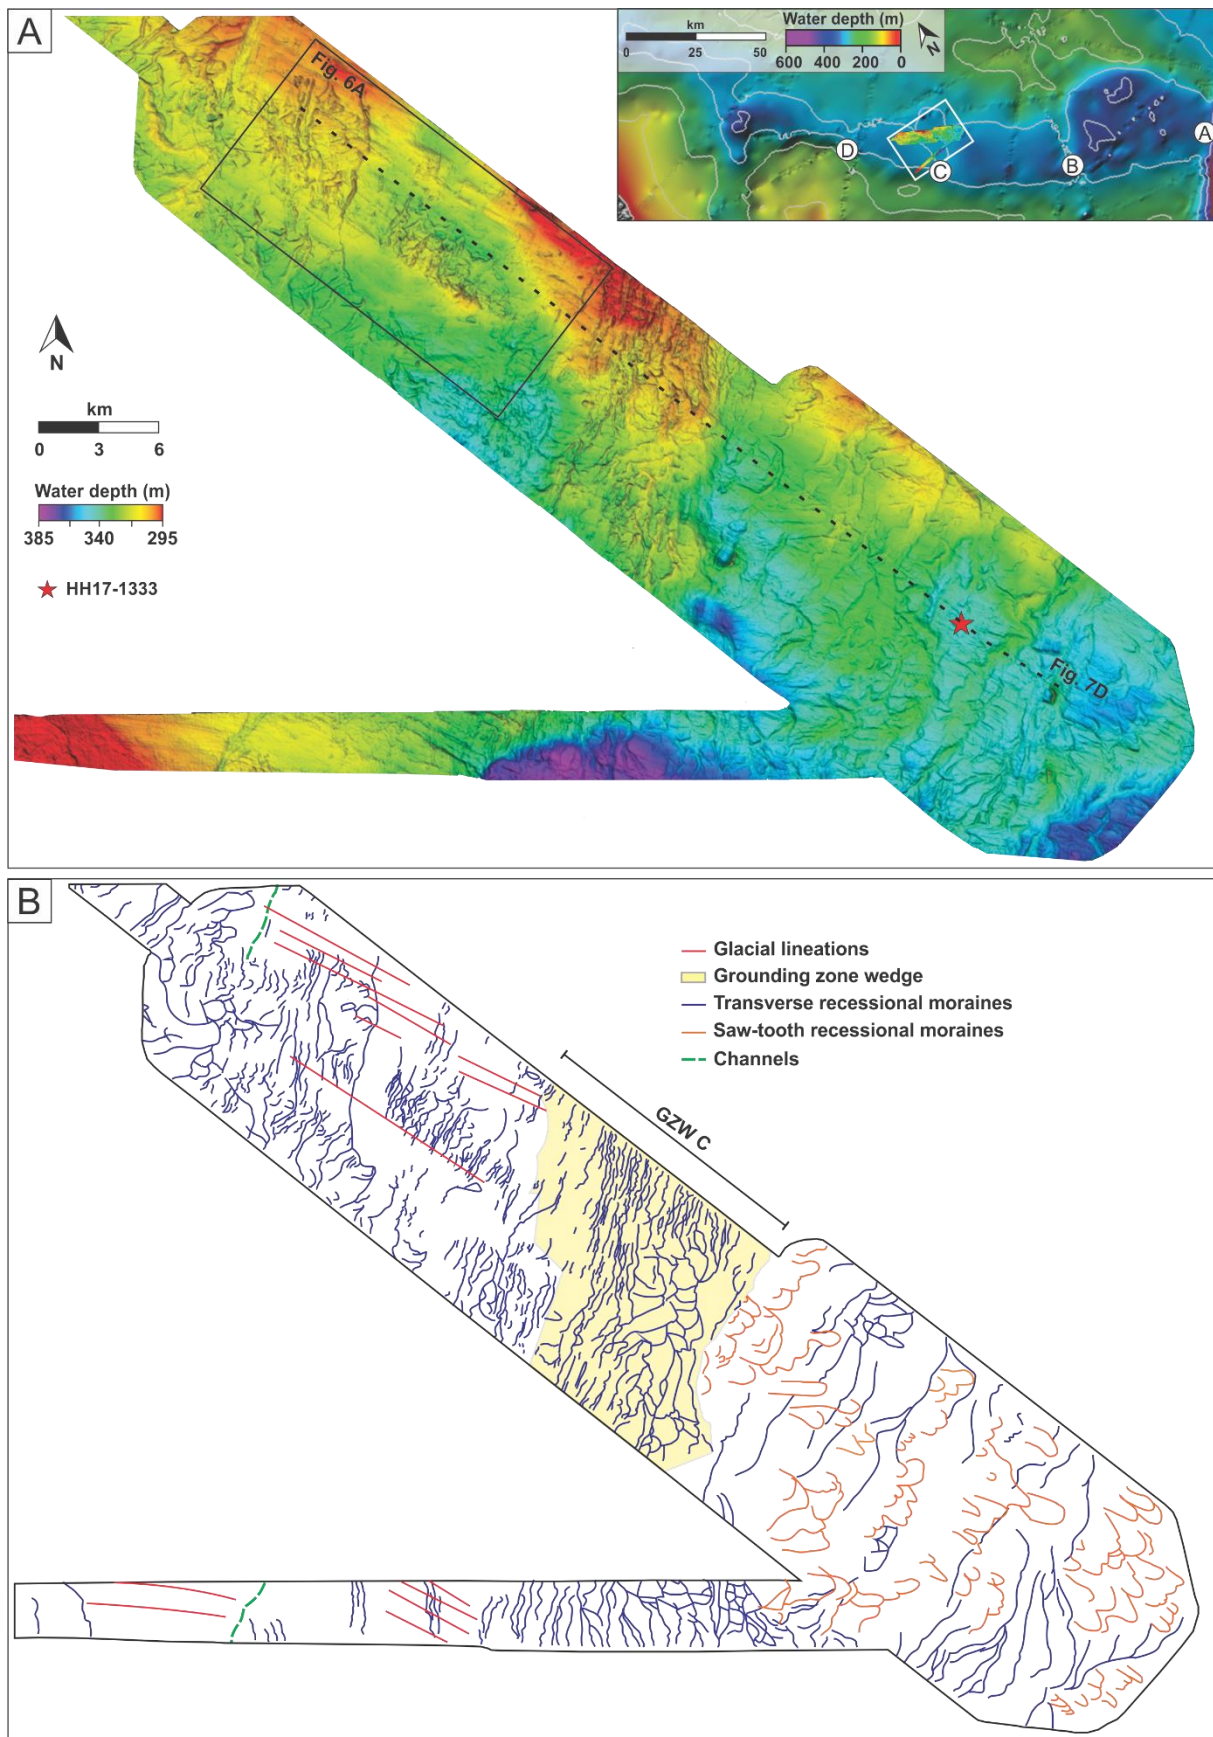 A
km
0 25 50
Water depth (m)
600 400 200 0
N
A
B
C
D
Fig. 6A
N
km
0 3 6
Water depth (m)
385 340 295
HH17-1333
Fig. 7D
B
Glacial lineations
Grounding zone wedge
Transverse recessional moraines
Saw-tooth recessional moraines
Channels
GZW C